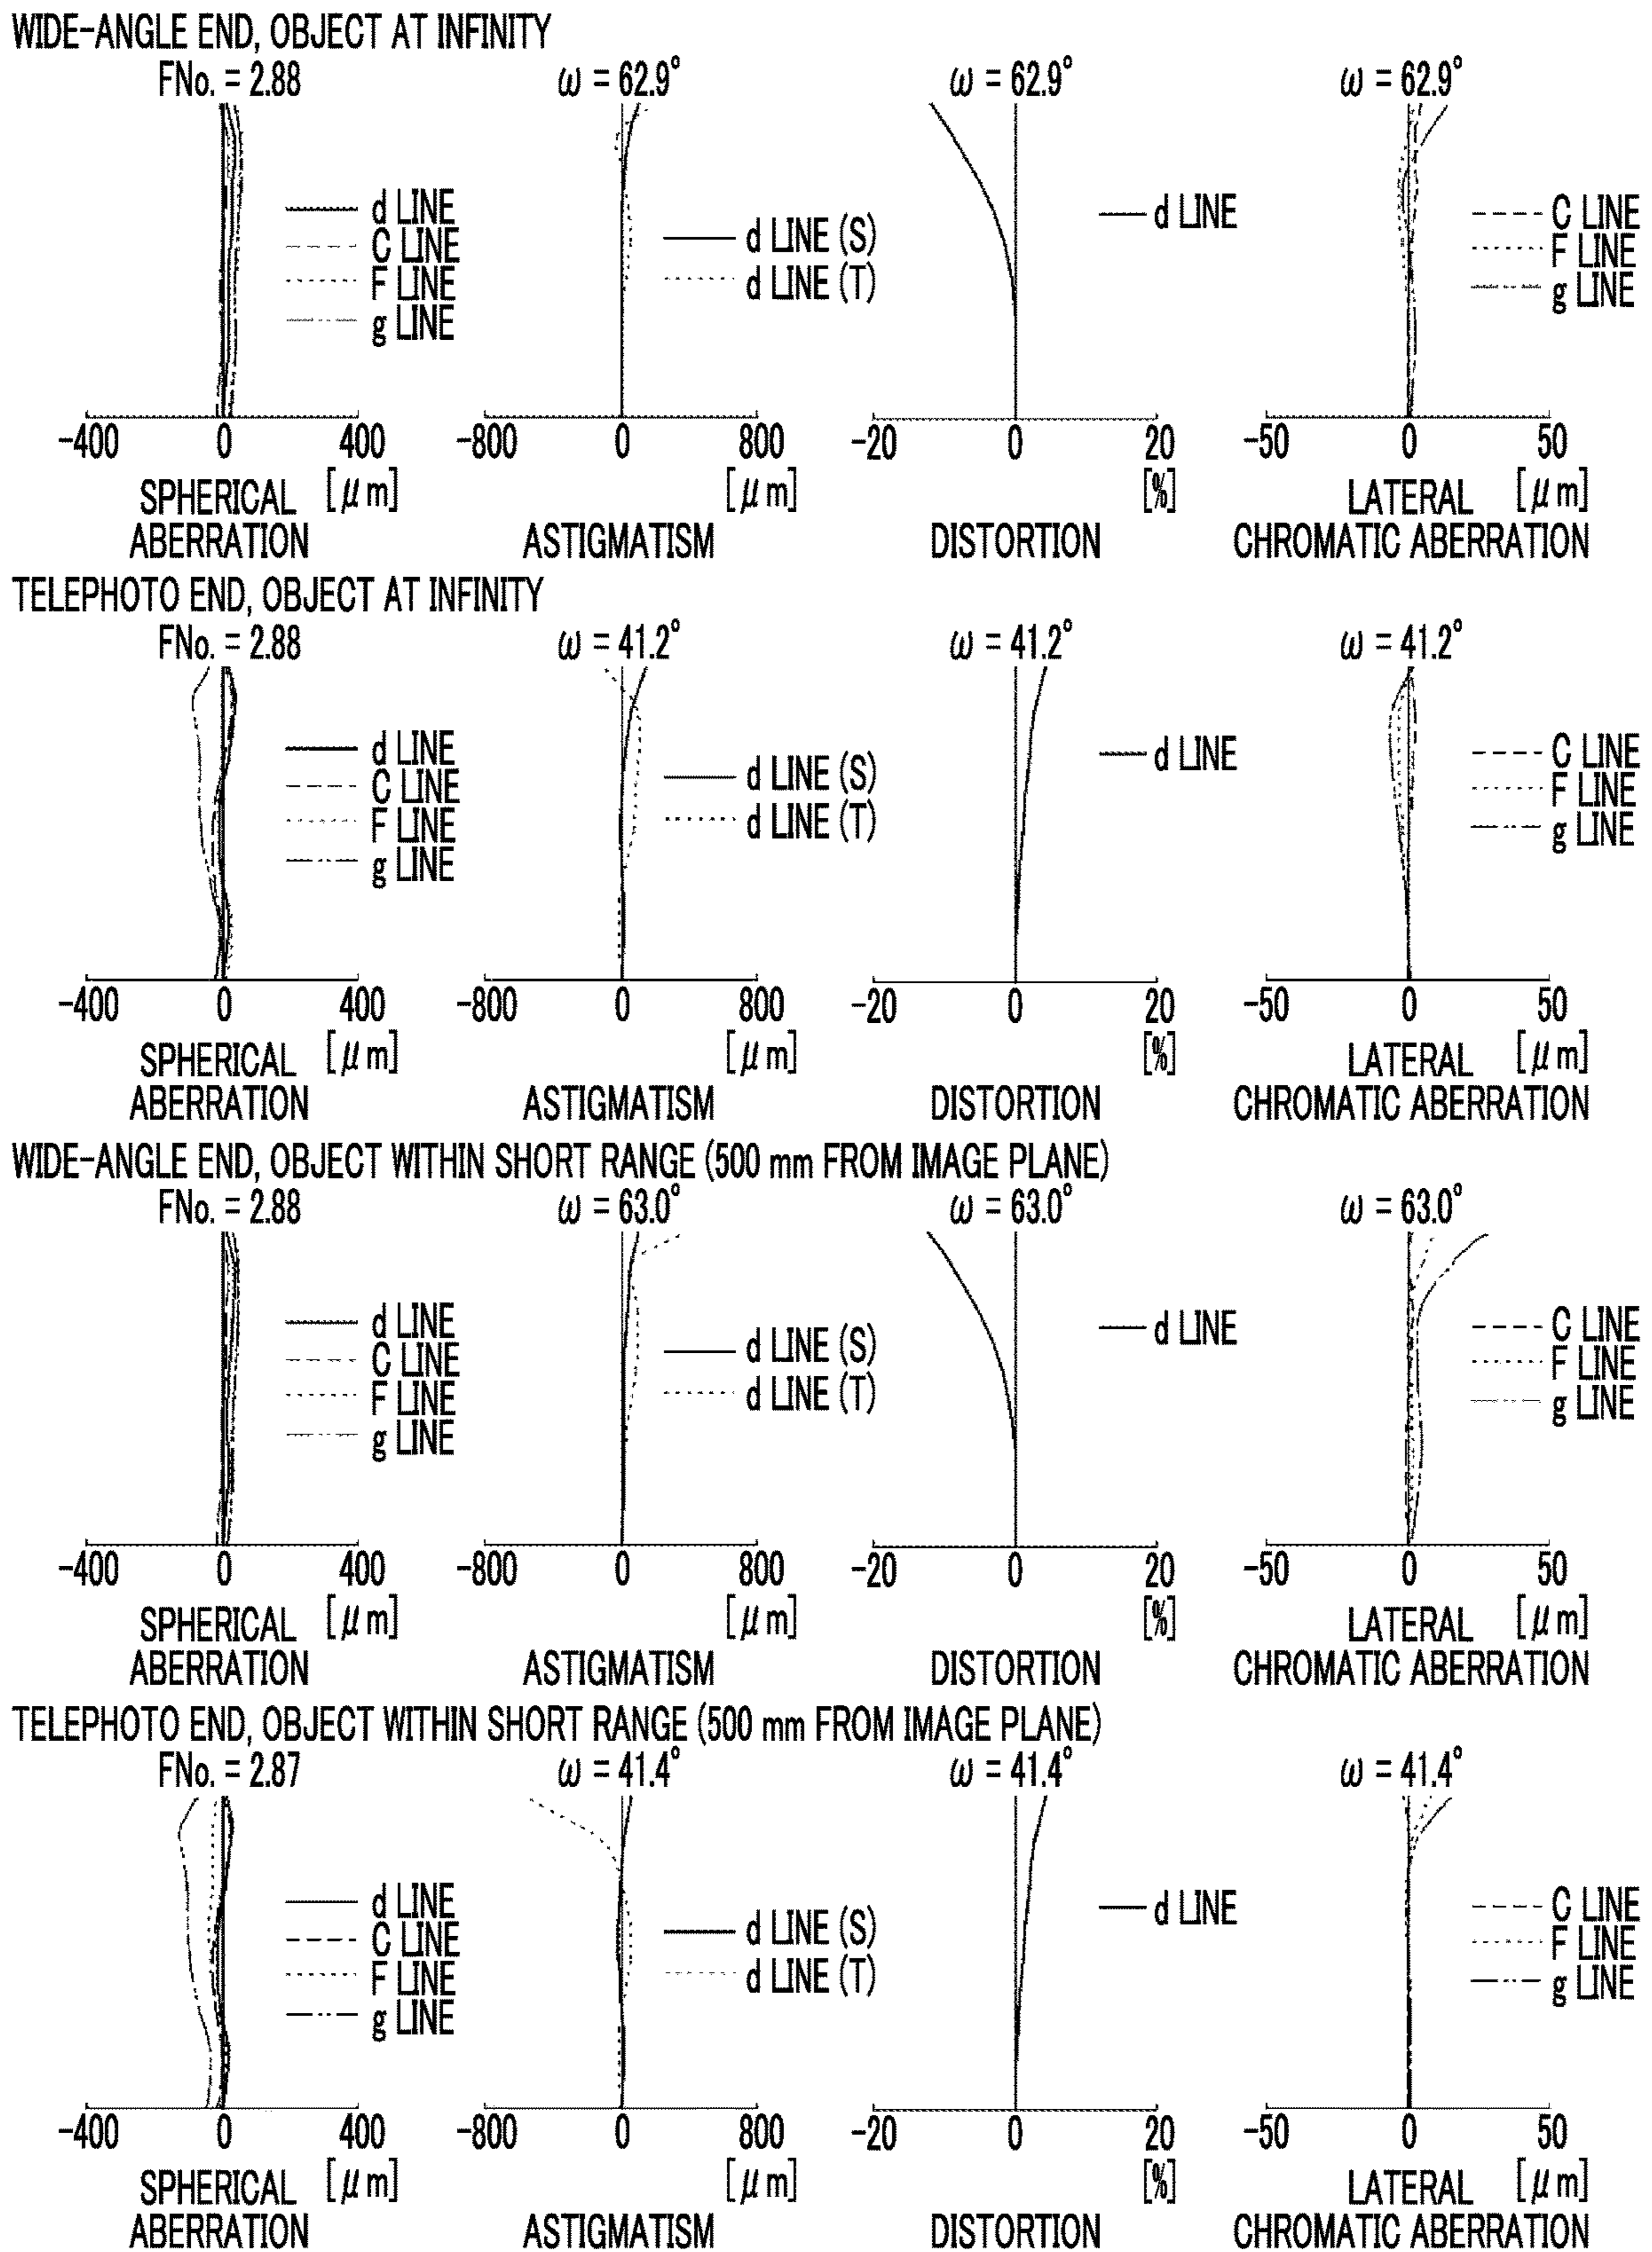 WIDE-ANGLE END, OBJECT AT INFINITY
FNo. = 2.88
ω = 62.9°
ω = 62.9°
ω = 62.9°
d LINE
C LINE
F LINE
g LINE
d LINE (S)
d LINE (T)
d LINE
C LINE
F LINE
g LINE
-400 0 400
-800 0 800
-20 0 20
-50 0 50
[μm]
[μm]
[%]
[μm]
SPHERICAL
ABERRATION
ASTIGMATISM
DISTORTION
LATERAL
CHROMATIC ABERRATION
TELEPHOTO END, OBJECT AT INFINITY
FNo. = 2.88
ω = 41.2°
ω = 41.2°
ω = 41.2°
d LINE
C LINE
F LINE
g LINE
d LINE (S)
d LINE (T)
d LINE
C LINE
F LINE
g LINE
-400 0 400
-800 0 800
-20 0 20
-50 0 50
[μm]
[μm]
[%]
[μm]
SPHERICAL
ABERRATION
ASTIGMATISM
DISTORTION
LATERAL
CHROMATIC ABERRATION
WIDE-ANGLE END, OBJECT WITHIN SHORT RANGE (500 mm FROM IMAGE PLANE)
FNo. = 2.88
ω = 63.0°
ω = 63.0°
ω = 63.0°
d LINE
C LINE
F LINE
g LINE
d LINE (S)
d LINE (T)
d LINE
C LINE
F LINE
g LINE
-400 0 400
-800 0 800
-20 0 20
-50 0 50
[μm]
[μm]
[%]
[μm]
SPHERICAL
ABERRATION
ASTIGMATISM
DISTORTION
LATERAL
CHROMATIC ABERRATION
TELEPHOTO END, OBJECT WITHIN SHORT RANGE (500 mm FROM IMAGE PLANE)
FNo. = 2.87
ω = 41.4°
ω = 41.4°
ω = 41.4°
d LINE
C LINE
F LINE
g LINE
d LINE (S)
d LINE (T)
d LINE
C LINE
F LINE
g LINE
-400 0 400
-800 0 800
-20 0 20
-50 0 50
[μm]
[μm]
[%]
[μm]
SPHERICAL
ABERRATION
ASTIGMATISM
DISTORTION
LATERAL
CHROMATIC ABERRATION